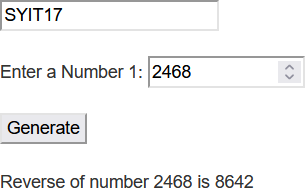 SYIT17
Enter a Number 1: 2468
Generate
Reverse of number 2468 is 8642